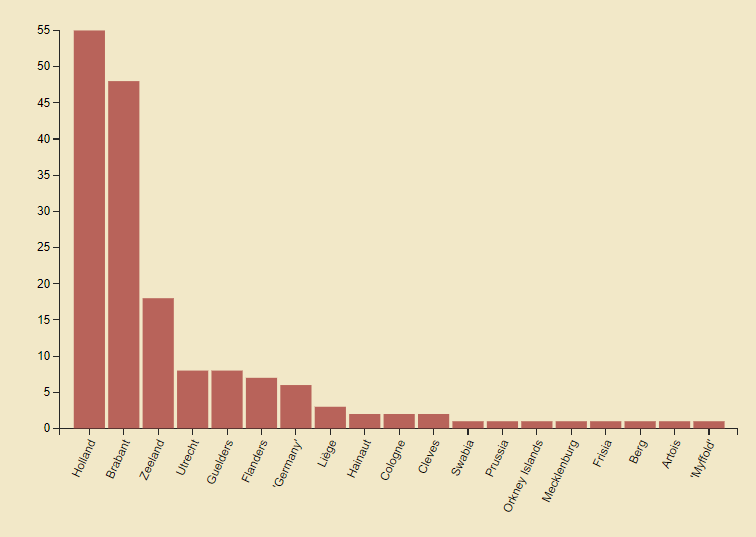 55
50
45
40
35
30
25
20
15
10
5
0
Holland
Brabant
Zeeland
Utrecht
Guelders
Flanders
'Germany'
Liège
Hainaut
Cologne
Cleves
Swabia
Prussia
Orkney Islands
Mecklenburg
Frisia
Berg
Artois
'Myffold'